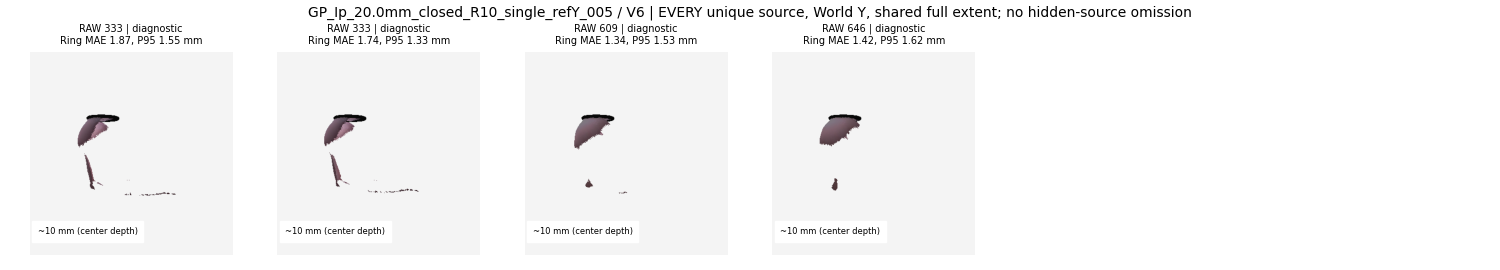 GP_Ip_20.0mm_closed_R10_single_refY_005 / V6 | EVERY unique source, World Y, shared full extent; no hidden-source omission
RAW 333 | diagnostic
Ring MAE 1.87, P95 1.55 mm
RAW 333 | diagnostic
Ring MAE 1.74, P95 1.33 mm
RAW 609 | diagnostic
Ring MAE 1.34, P95 1.53 mm
RAW 646 | diagnostic
Ring MAE 1.42, P95 1.62 mm
~10 mm (center depth)
~10 mm (center depth)
~10 mm (center depth)
~10 mm (center depth)